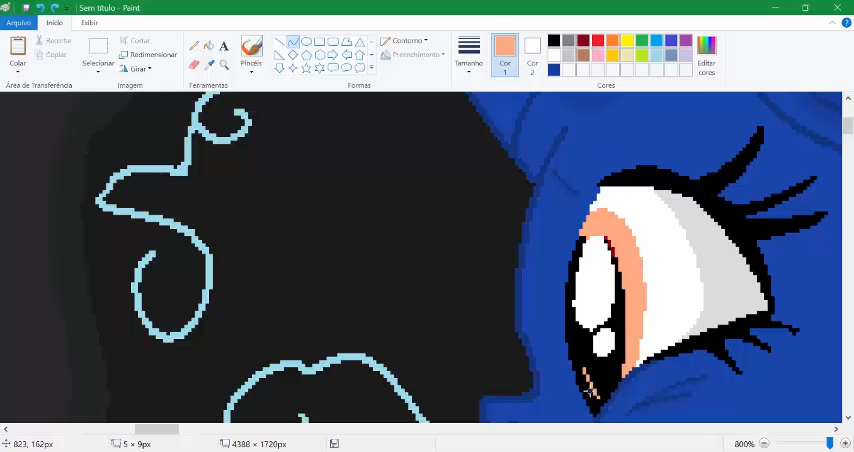 Sem título - Paint
Arquivo Início Exibir
Colar
Recortar
Copiar
Área de Transferência
Selecionar
Cortar
Redimensionar
Girar
Imagem
A
Ferramentas
Pincéis
Contorno
Preenchimento
Formas
Tamanho
Cor
1
Cor
2
Editar
cores
Cores
823, 162px
5 × 9px
4388 × 1720px
800%